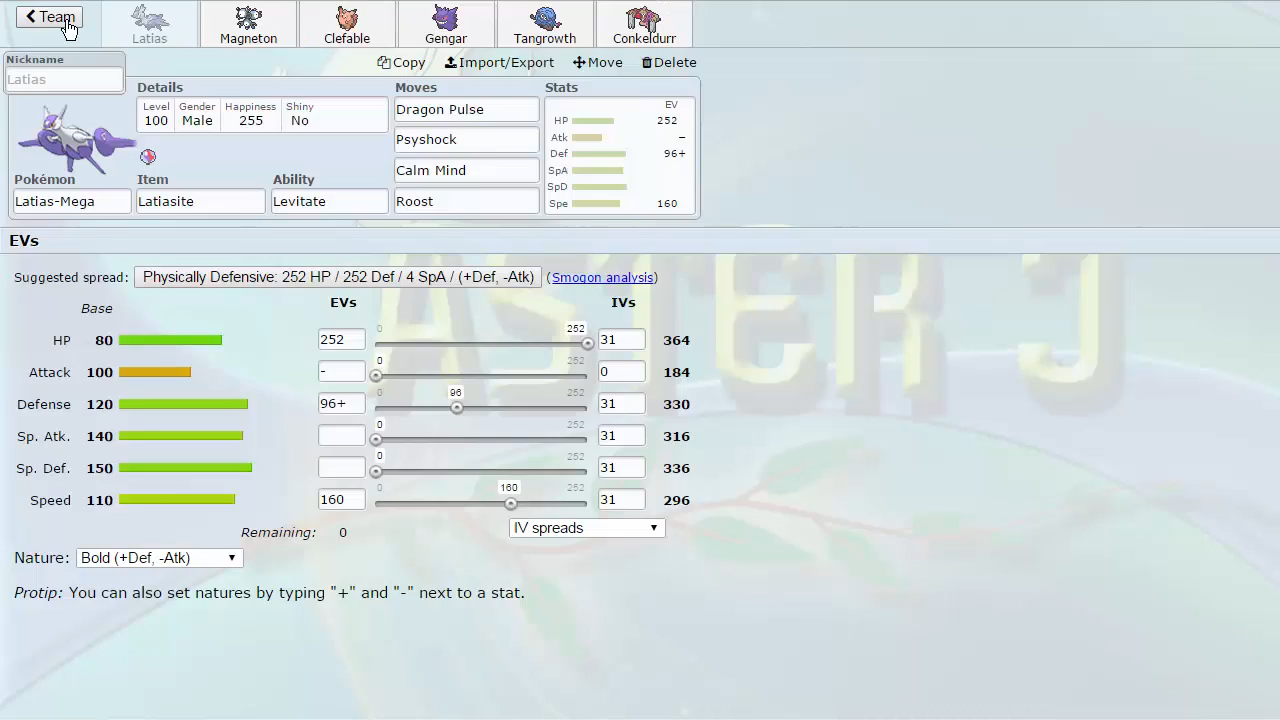 Team
Latias
Magneton
Clefable
Gengar
Tangrowth
Conkeldurr
Nickname
Latias
Copy
Import/Export
Move
Delete
Details
Level Gender Happiness Shiny
100 Male 255 No
Moves
Dragon Pulse
Psyshock
Calm Mind
Roost
Stats
EV
HP 252
Atk –
Def 96+
SpA
SpD
Spe 160
Pokémon
Latias-Mega
Item
Latiasite
Ability
Levitate
EVs
Suggested spread: Physically Defensive: 252 HP / 252 Def / 4 SpA / (+Def, -Atk) (Smogon analysis)
Base EVs IVs
HP 80 252 0 252 252 31 364
Attack 100 - 0 252 0 184
Defense 120 96+ 0 96 252 31 330
Sp. Atk. 140 0 252 31 316
Sp. Def. 150 0 252 31 336
Speed 110 160 0 160 252 31 296
Remaining: 0
IV spreads
Nature: Bold (+Def, -Atk)
Protip: You can also set natures by typing "+" and "-" next to a stat.
ASTER J